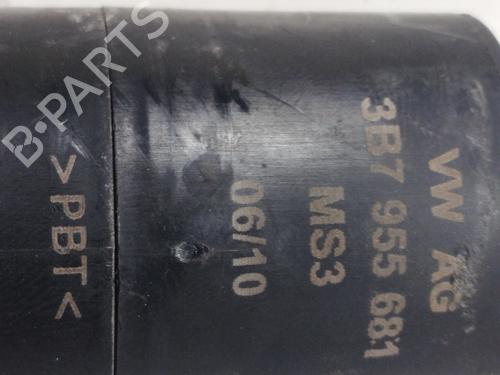 VW AG
3B7 955 681
MS3
06/10
>PBT<
B-PARTS